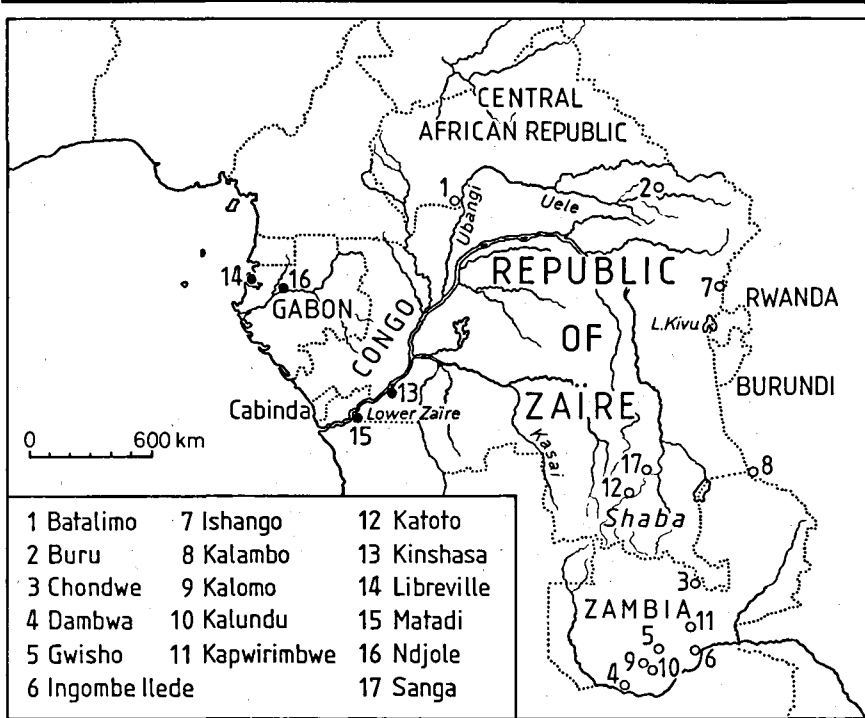 CENTRAL
AFRICAN REPUBLIC
1
2
Ubangi
Uele
14
16
GABON
CONGO
REPUBLIC
OF
ZAÏRE
7
RWANDA
L.Kivu
BURUNDI
Cabinda
13
Lower Zaïre
15
0 600 km
Kasai
17
12
8
Shaba
3
ZAMBIA
11
5
6
9
10
4
1 Batalimo
2 Buru
3 Chondwe
4 Dambwa
5 Gwisho
6 Ingombe Ilede
7 Ishango
8 Kalambo
9 Kalomo
10 Kalundu
11 Kapwirimbwe
12 Katoto
13 Kinshasa
14 Libreville
15 Matadi
16 Ndjole
17 Sanga